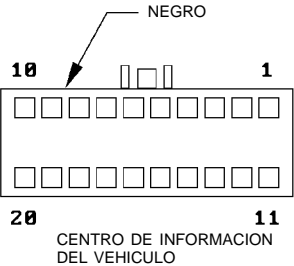 NEGRO
10 1
20 11
CENTRO DE INFORMACION
DEL VEHICULO